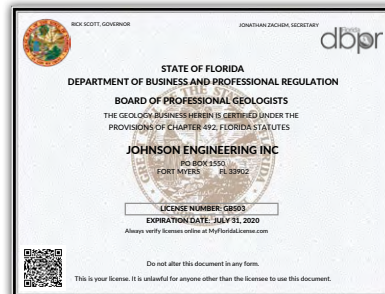 RICK SCOTT, GOVERNOR
JONATHAN ZACHEM, SECRETARY
dbpr
STATE OF FLORIDA
DEPARTMENT OF BUSINESS AND PROFESSIONAL REGULATION
BOARD OF PROFESSIONAL GEOLOGISTS
THE GEOLOGY BUSINESS HEREIN IS CERTIFIED UNDER THE
PROVISIONS OF CHAPTER 492, FLORIDA STATUTES
JOHNSON ENGINEERING INC
PO BOX 1550
FORT MYERS FL 33902
LICENSE NUMBER: GB503
EXPIRATION DATE: JULY 31, 2020
Always verify licenses online at MyFloridaLicense.com
Do not alter this document in any form.
This is your license. It is unlawful for anyone other than the licensee to use this document.